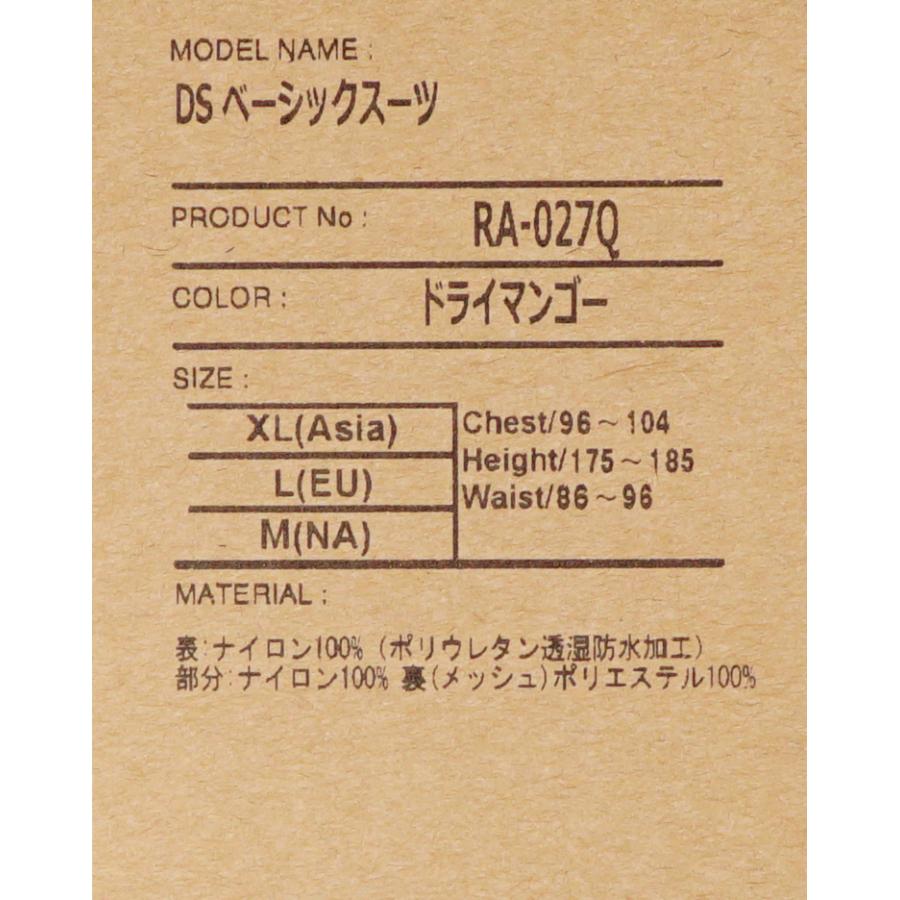 MODEL NAME :
DS ベーシックスーツ
PRODUCT No : RA-027Q
COLOR : ドライマンゴー
SIZE :
XL(Asia)
L(EU)
M(NA)
Chest/96～104
Height/175～185
Waist/86～96
MATERIAL :
表:ナイロン100% (ポリウレタン透湿防水加工)
部分:ナイロン100% 裏(メッシュ)ポリエステル100%